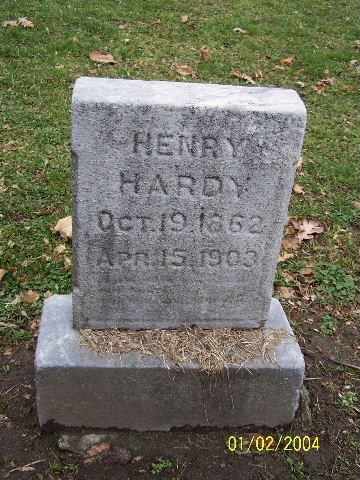 HENRY
HARDY
OCT. 19, 1862
APR. 15, 1903
01/02/2004